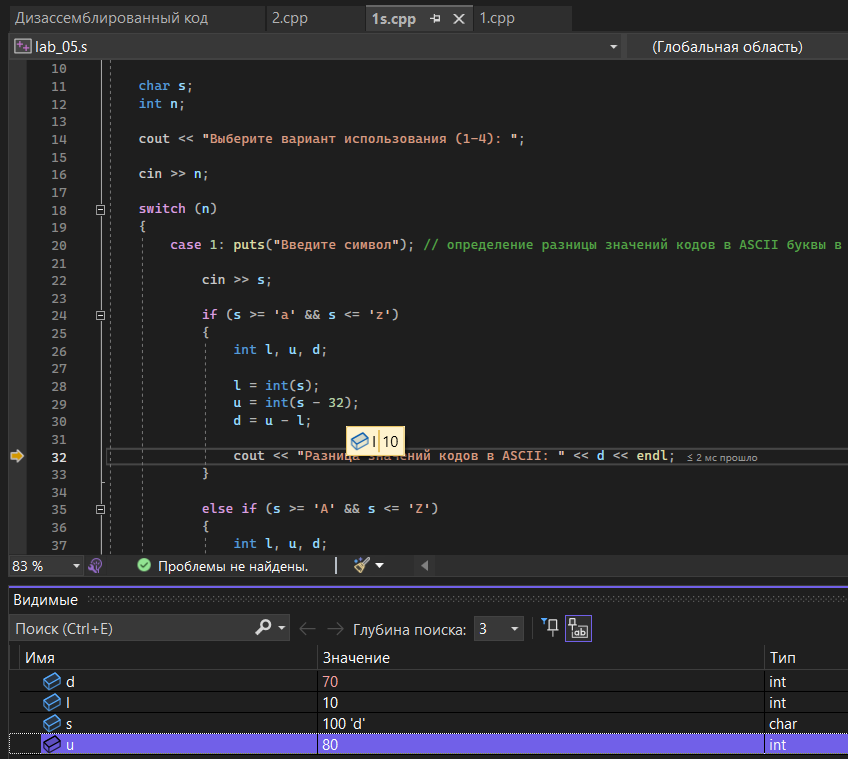 Дизассемблированный код 2.cpp 1s.cpp 1.cpp
lab_05.s (Глобальная область)
10
11 char s;
12 int n;
13
14 cout << "Выберите вариант использования (1-4): ";
15
16 cin >> n;
17
18 switch (n)
19 {
20 case 1: puts("Введите символ"); // определение разницы значений кодов в ASCII буквы в
21
22 cin >> s;
23
24 if (s >= 'a' && s <= 'z')
25 {
26 int l, u, d;
27
28 l = int(s);
29 u = int(s - 32);
30 d = u - l;
31
l 10
32 cout << "Разница значений кодов в ASCII: " << d << endl; ≤ 2 мс прошло
33 }
34
35 else if (s >= 'A' && s <= 'Z')
36 {
37 int l, u, d;
83 % Проблемы не найдены.
Видимые
Поиск (Ctrl+E) Глубина поиска: 3
Имя Значение Тип
d 70 int
l 10 int
s 100 'd' char
u 80 int